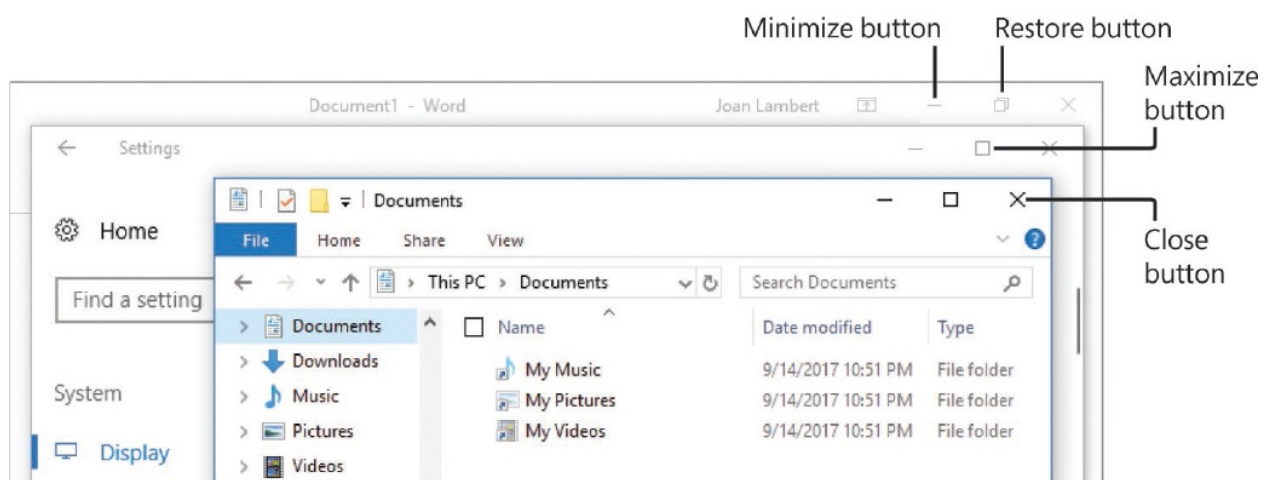 Minimize button
Restore button
Maximize
button
Document1 - Word
Joan Lambert
Settings
Documents
Home
File
Home
Share
View
Close
button
This PC > Documents
Search Documents
Find a setting
Documents
Name
Date modified
Type
Downloads
My Music
9/14/2017 10:51 PM
File folder
System
Music
My Pictures
9/14/2017 10:51 PM
File folder
Pictures
My Videos
9/14/2017 10:51 PM
File folder
Display
Videos